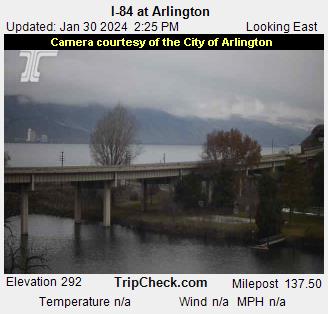 I-84 at Arlington
Updated: Jan 30 2024 2:25 PM Looking East
Camera courtesy of the City of Arlington
Elevation 292 TripCheck.com Milepost 137.50
Temperature n/a Wind n/a MPH n/a